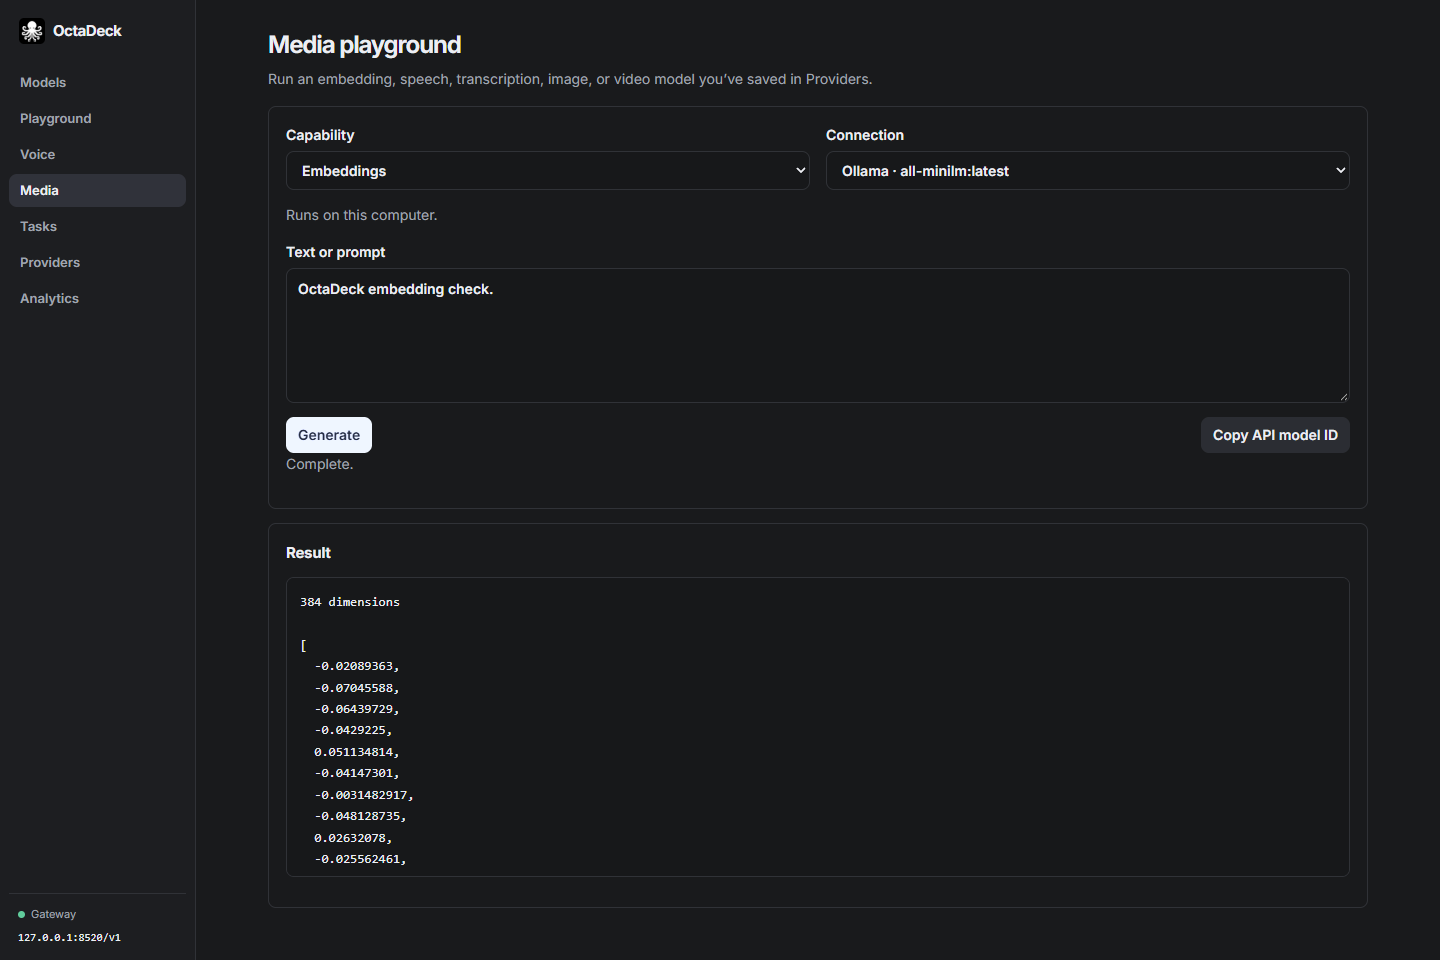 OctaDeck
Models
Playground
Voice
Media
Tasks
Providers
Analytics
Gateway
127.0.0.1:8520/v1
Media playground
Run an embedding, speech, transcription, image, or video model you’ve saved in Providers.
Capability
Connection
Embeddings
Ollama · all-minilm:latest
Runs on this computer.
Text or prompt
OctaDeck embedding check.
Generate
Copy API model ID
Complete.
Result
384 dimensions
[
-0.02089363,
-0.07045588,
-0.06439729,
-0.0429225,
0.051134814,
-0.04147301,
-0.0031482917,
-0.048128735,
0.02632078,
-0.025562461,